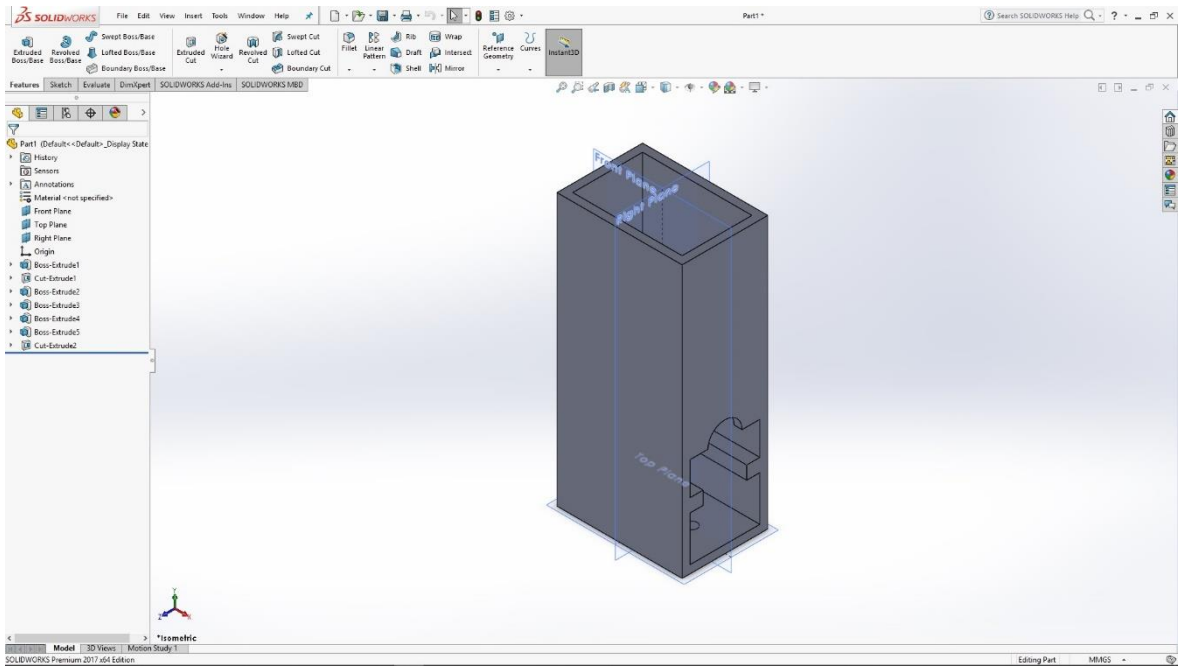 SOLIDWORKS File Edit View Insert Tools Window Help Part1 * Search SOLIDWORKS Help
Extruded Boss/Base
Revolved Boss/Base
Swept Boss/Base
Lofted Boss/Base
Boundary Boss/Base
Extruded Cut
Hole Wizard
Revolved Cut
Swept Cut
Lofted Cut
Boundary Cut
Fillet
Linear Pattern
Rib
Draft
Shell
Wrap
Intersect
Mirror
Reference Geometry
Curves
Instant3D
Features Sketch Evaluate DimXpert SOLIDWORKS Add-Ins SOLIDWORKS MBD
Part1 (Default<<Default>_Display State
History
Sensors
Annotations
Material <not specified>
Front Plane
Top Plane
Right Plane
Origin
Boss-Extrude1
Cut-Extrude1
Boss-Extrude2
Boss-Extrude3
Boss-Extrude4
Boss-Extrude5
Cut-Extrude2
Front Plane
Right Plane
Top Plane
Y
Z
X
*Isometric
Model 3D Views Motion Study 1
SOLIDWORKS Premium 2017 x64 Edition Editing Part MMGS